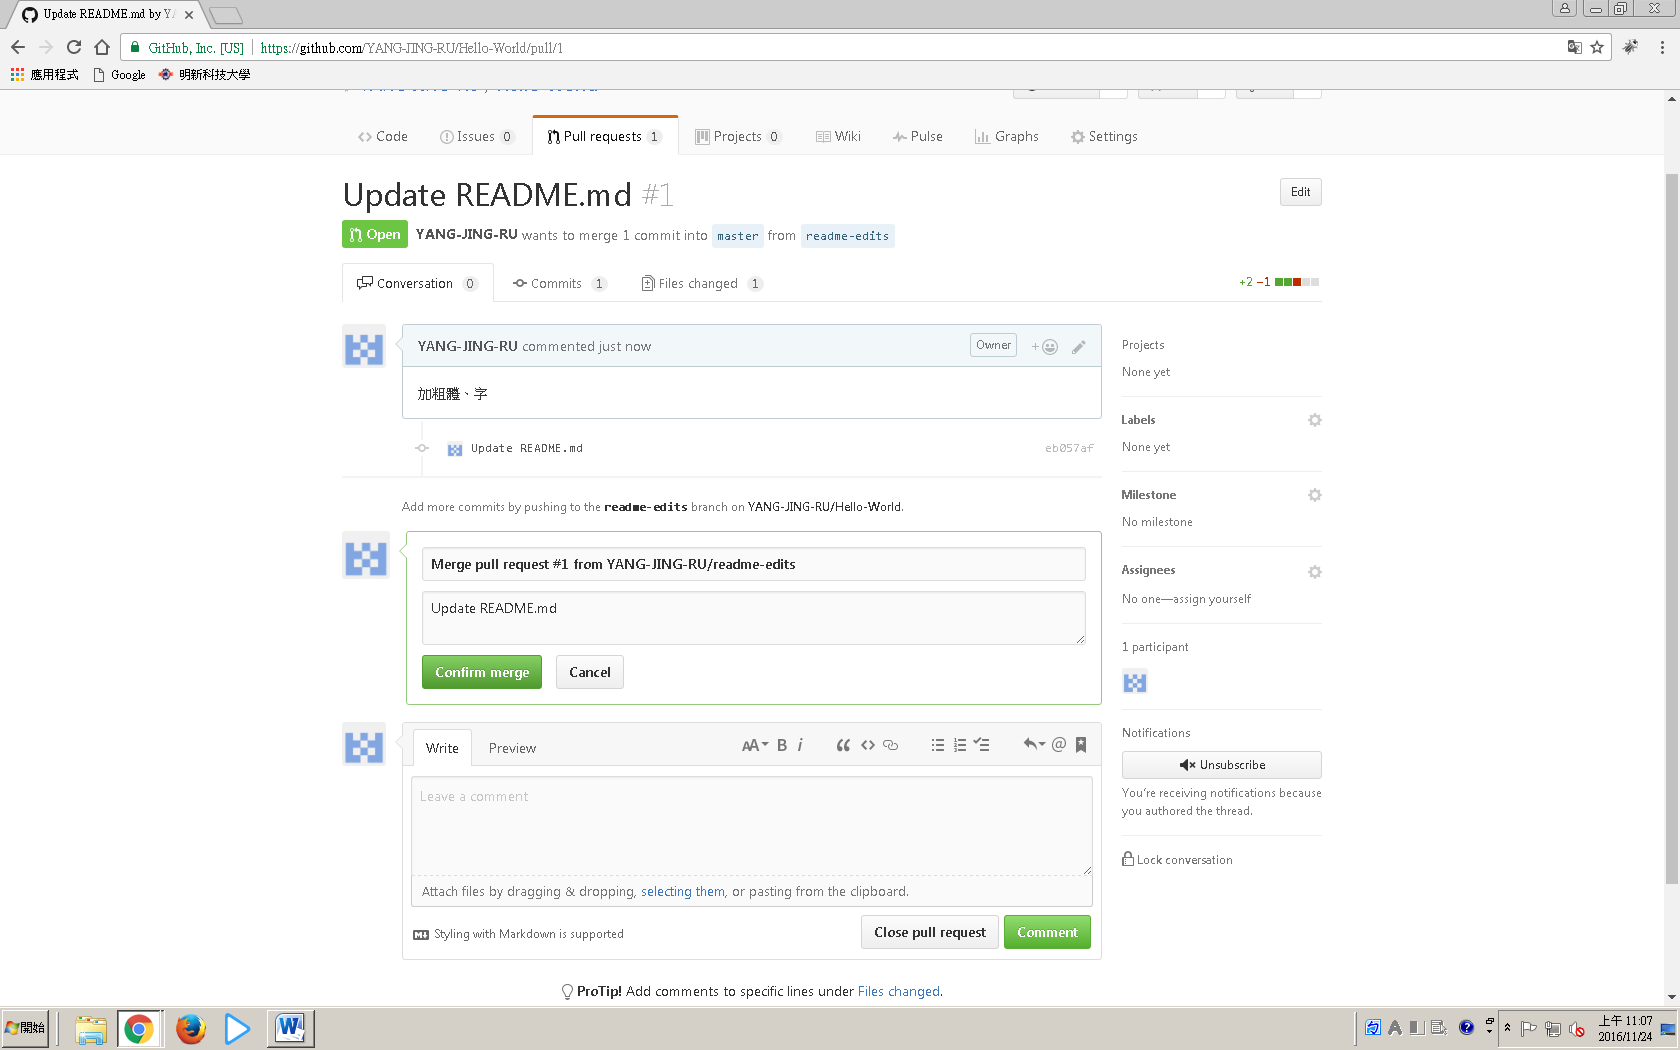 Update README.md by YA
GitHub, Inc. [US] https://github.com/YANG-JING-RU/Hello-World/pull/1
應用程式 Google 明新科技大學
Code Issues 0 Pull requests 1 Projects 0 Wiki Pulse Graphs Settings
Update README.md #1 Edit
Open YANG-JING-RU wants to merge 1 commit into master from readme-edits
Conversation 0 Commits 1 Files changed 1 +2 −1
YANG-JING-RU commented just now Owner
加粗體、字
Update README.md eb057af
Add more commits by pushing to the readme-edits branch on YANG-JING-RU/Hello-World.
Merge pull request #1 from YANG-JING-RU/readme-edits
Update README.md
Confirm merge Cancel
Write Preview AA B i
Leave a comment
Attach files by dragging & dropping, selecting them, or pasting from the clipboard.
Styling with Markdown is supported Close pull request Comment
ProTip! Add comments to specific lines under Files changed.
Projects
None yet
Labels
None yet
Milestone
No milestone
Assignees
No one—assign yourself
1 participant
Notifications
Unsubscribe
You're receiving notifications because
you authored the thread.
Lock conversation
開始
上午 11:07
2016/11/24